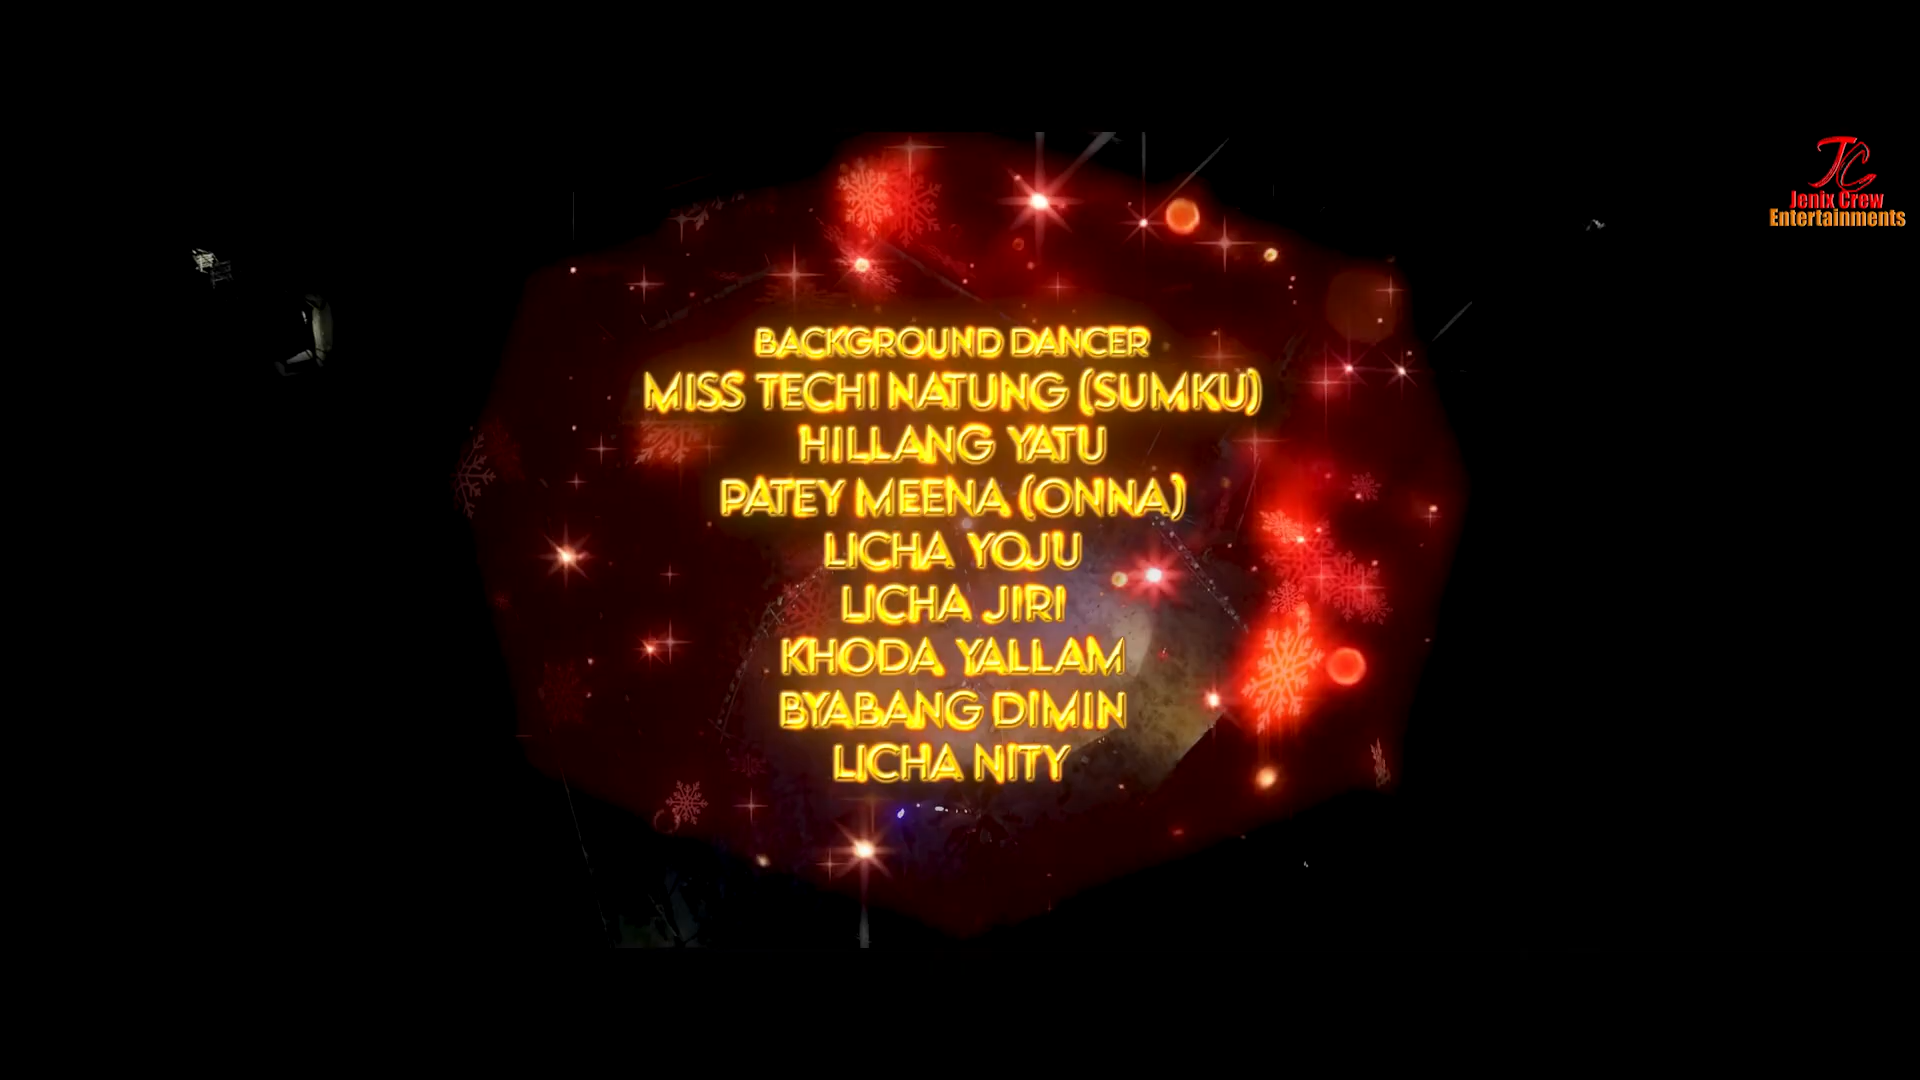 JC
Jenix Crew
Entertainments
BACKGROUND DANCER
MISS TECHI NATUNG (SUMKU)
HILLANG YATU
PATEY MEENA (ONNA)
LICHA YOJU
LICHA JIRI
KHODA YALLAM
BYABANG DIMIN
LICHA NITY